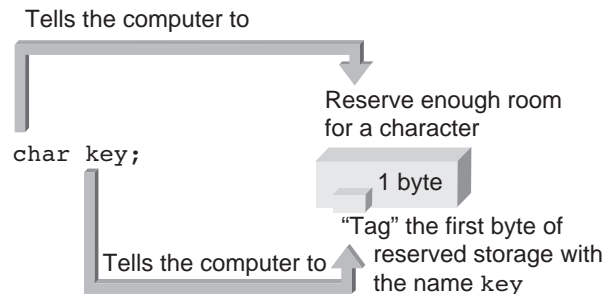 Tells the computer to
Reserve enough room
for a character
char key;
1 byte
“Tag” the first byte of
reserved storage with
the name key
Tells the computer to